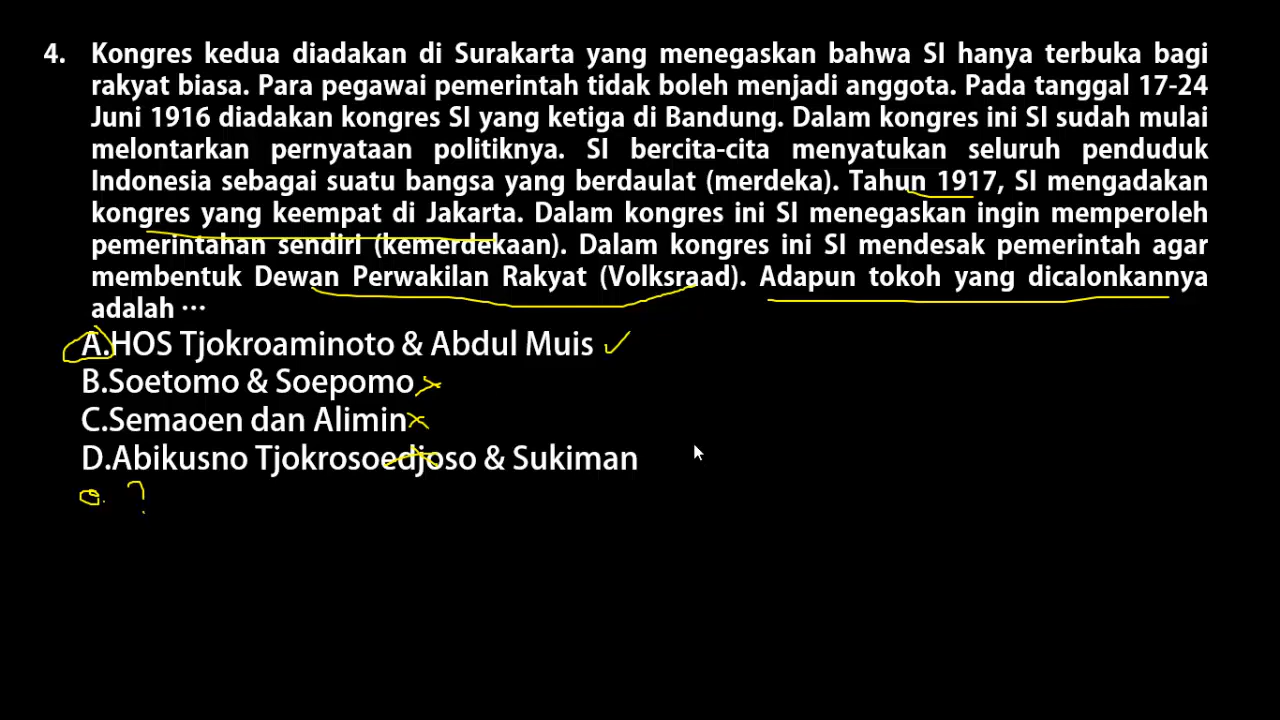 4. Kongres kedua diadakan di Surakarta yang menegaskan bahwa SI hanya terbuka bagi
rakyat biasa. Para pegawai pemerintah tidak boleh menjadi anggota. Pada tanggal 17-24
Juni 1916 diadakan kongres SI yang ketiga di Bandung. Dalam kongres ini SI sudah mulai
melontarkan pernyataan politiknya. SI bercita-cita menyatukan seluruh penduduk
Indonesia sebagai suatu bangsa yang berdaulat (merdeka). Tahun 1917, SI mengadakan
kongres yang keempat di Jakarta. Dalam kongres ini SI menegaskan ingin memperoleh
pemerintahan sendiri (kemerdekaan). Dalam kongres ini SI mendesak pemerintah agar
membentuk Dewan Perwakilan Rakyat (Volksraad). Adapun tokoh yang dicalonkannya
adalah ⋯
A.HOS Tjokroaminoto & Abdul Muis
B.Soetomo & Soepomo
C.Semaoen dan Alimin
D.Abikusno Tjokrosoedjoso & Sukiman
e. ?